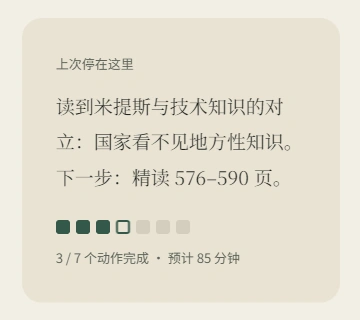 上次停在这里
读到米提斯与技术知识的对
立：国家看不见地方性知识。
下一步：精读 576–590 页。
3 / 7 个动作完成 · 预计 85 分钟